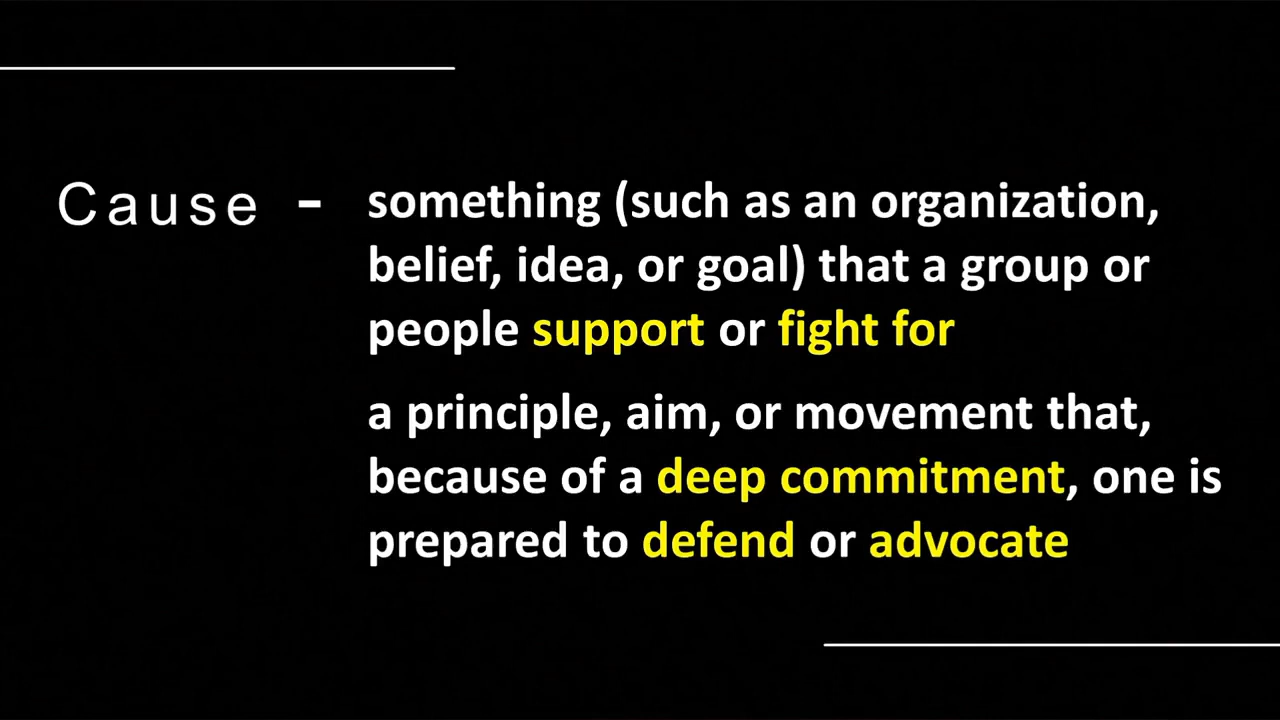 Cause - something (such as an organization,
belief, idea, or goal) that a group or
people support or fight for
a principle, aim, or movement that,
because of a deep commitment, one is
prepared to defend or advocate